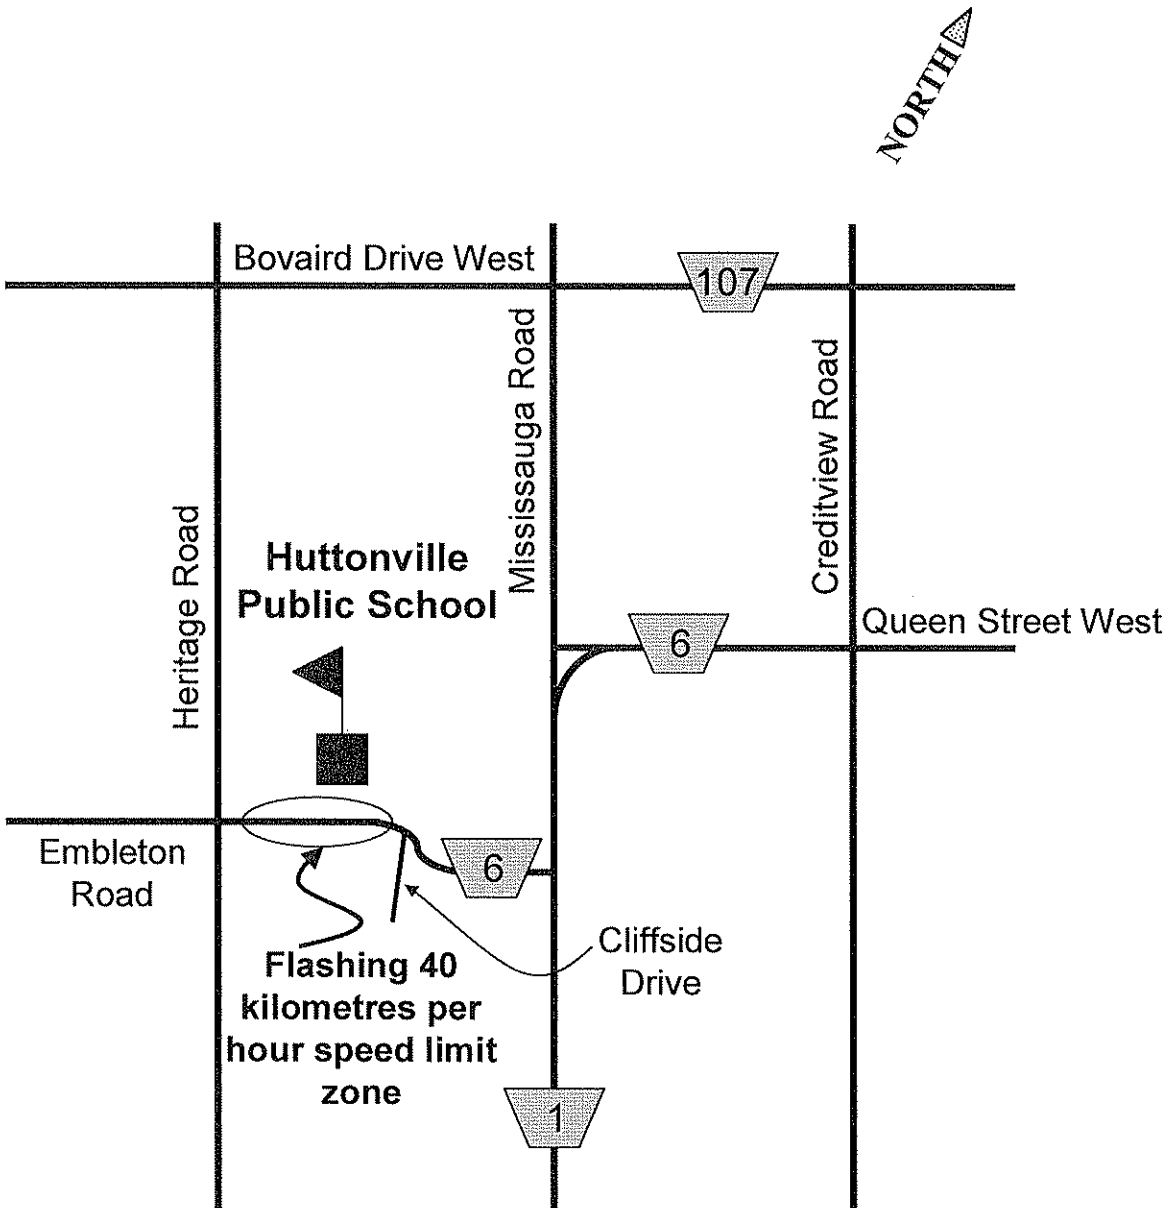 NORTH
Bovaird Drive West
107
Mississauga Road
Creditview Road
Heritage Road
Huttonville
Public School
6
Queen Street West
Embleton
Road
6
Cliffside
Drive
Flashing 40
kilometres per
hour speed limit
zone
1